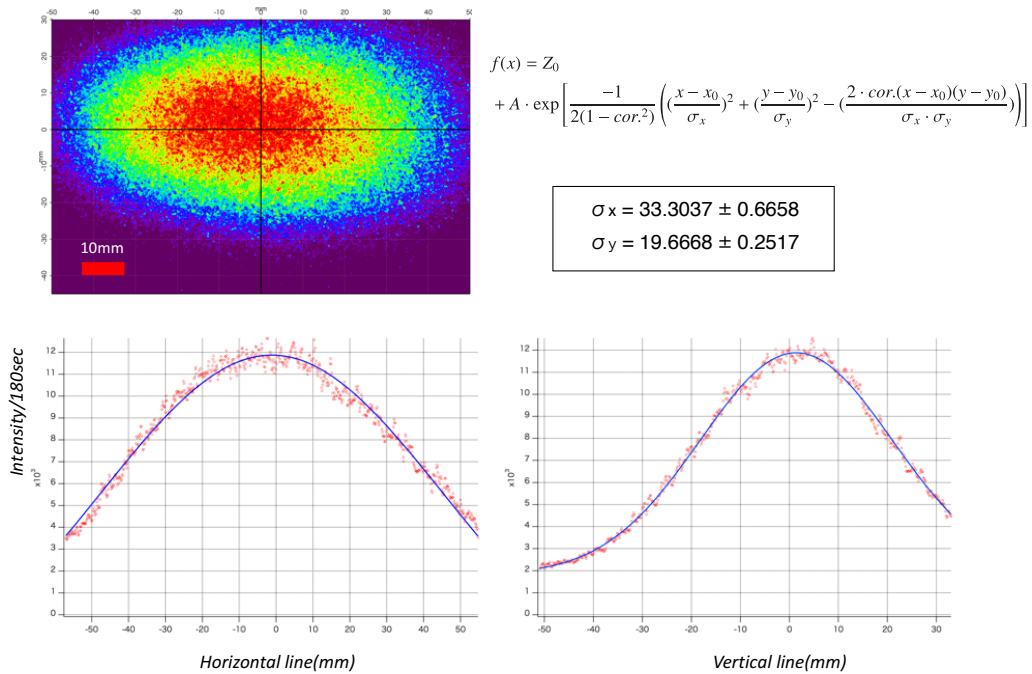 -50 -40 -30 -20 -10 0 10 20 30 40 50
mm
30
20
10
0
mm
-10
-20
-30
-40
10mm
f(x) = Z₀
+ A · exp[ −1 / 2(1 − cor.²) ( ( x − x₀ / σₓ )² + ( y − y₀ / σᵧ )² − ( 2 · cor.(x − x₀)(y − y₀) / σₓ · σᵧ ) ) ]
σx = 33.3037 ± 0.6658
σy = 19.6668 ± 0.2517
Intensity/180sec
x10³
12
11
10
9
8
7
6
5
4
3
2
1
0
-50 -40 -30 -20 -10 0 10 20 30 40 50
Horizontal line(mm)
x10³
12
11
10
9
8
7
6
5
4
3
2
1
0
-50 -40 -30 -20 -10 0 10 20 30
Vertical line(mm)